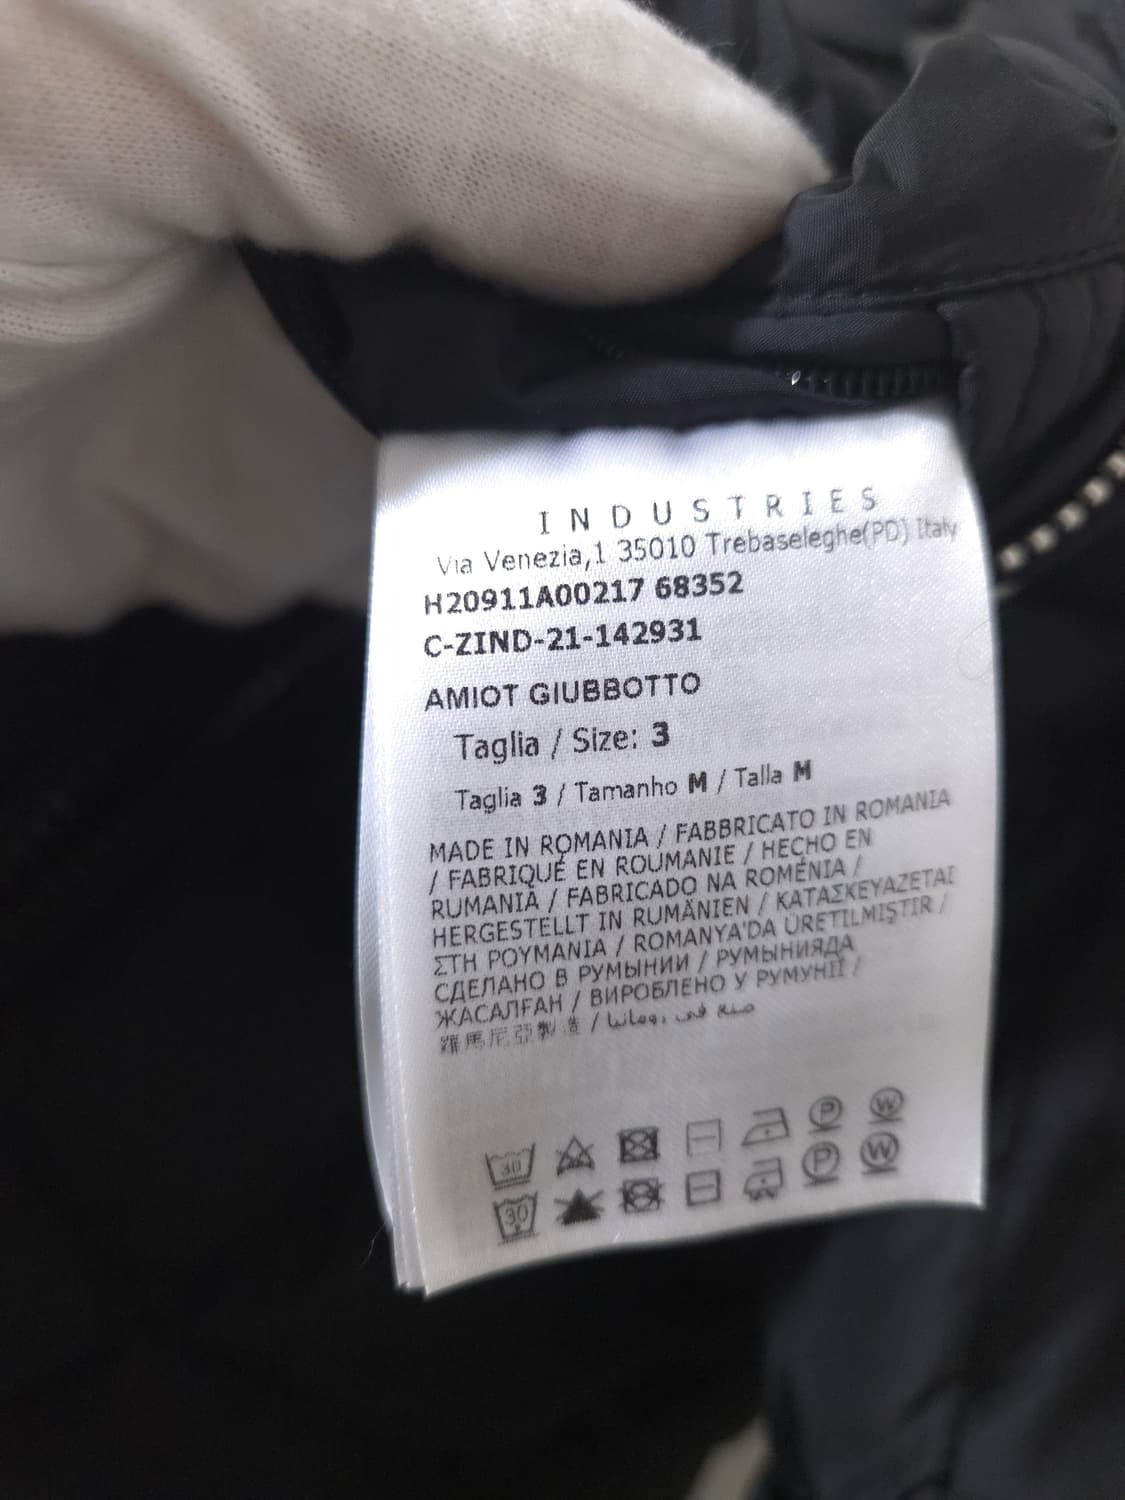 INDUSTRIES
Via Venezia,1 35010 Trebaseleghe(PD) Italy
H20911A00217 68352
C-ZIND-21-142931
AMIOT GIUBBOTTO
Taglia / Size: 3
Taglia 3 / Tamanho M / Talla M
MADE IN ROMANIA / FABBRICATO IN ROMANIA
/ FABRIQUÉ EN ROUMANIE / HECHO EN
RUMANIA / FABRICADO NA ROMÉNIA /
HERGESTELLT IN RUMÄNIEN / ΚΑΤΑΣΚΕΥΑΖΕΤΑΙ
ΣΤΗ ΡΟΥΜΑΝΙΑ / ROMANYA'DA ÜRETILMIŞTIR /
СДЕЛАНО В РУМЫНИИ / РУМЫНИЯДА
ЖАСАЛҒАН / ВИРОБЛЕНО У РУМУНІЇ /
羅馬尼亞製造 / صنع في رومانيا
30 P W
30 P W